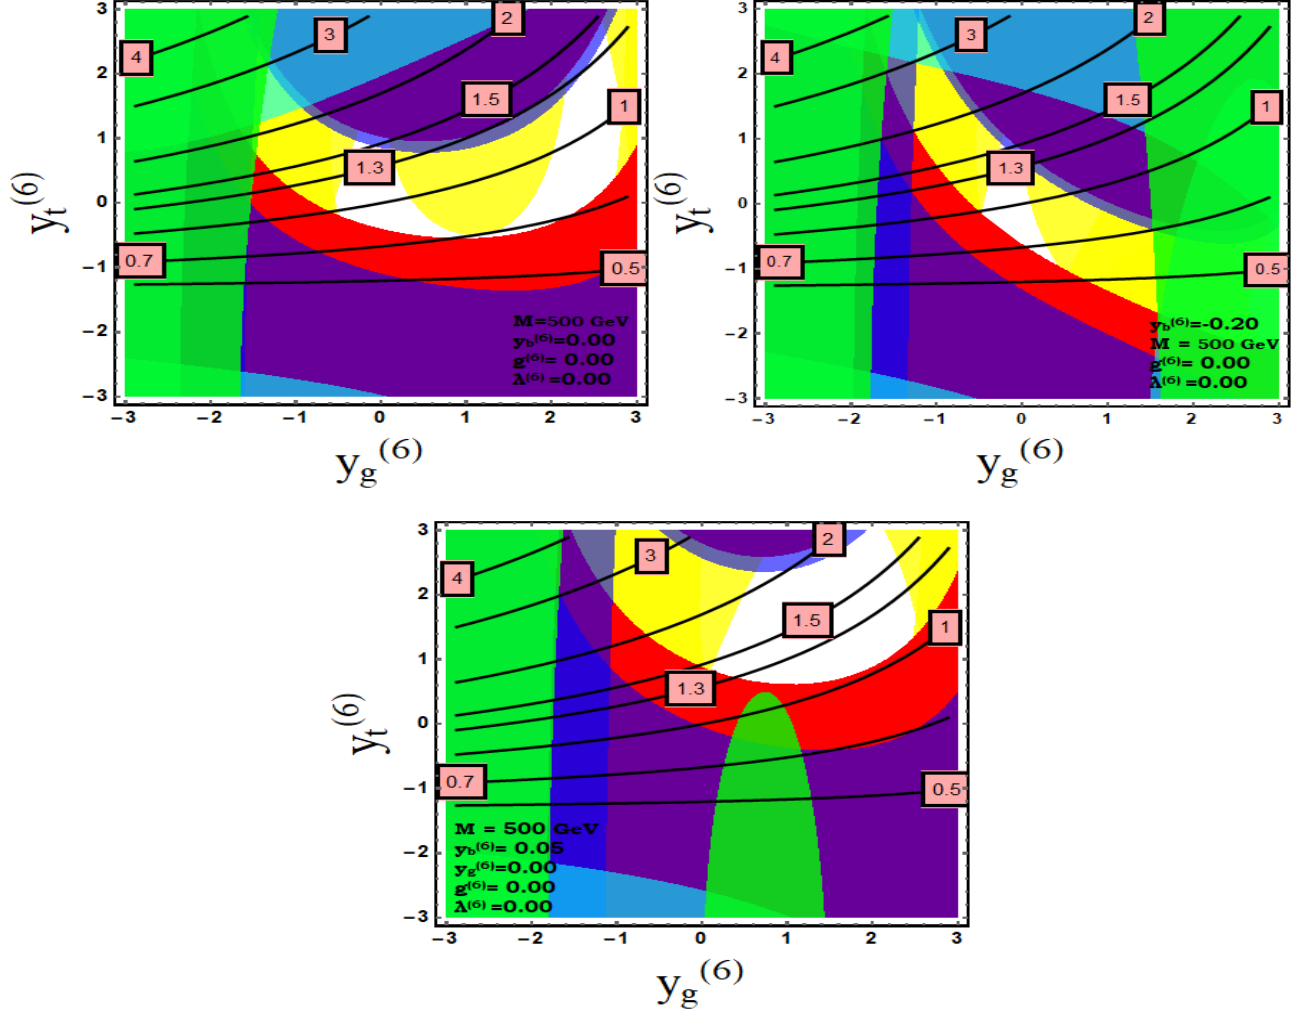 3
2
1
0
−1
−2
−3
y_t^(6)
4
3
2
1.5
1
1.3
0.7
0.5
M=500 GeV
y_b^(6)=0.00
g^(6)= 0.00
λ^(6) =0.00
−3 −2 −1 0 1 2 3
y_g^(6)
3
2
1
0
−1
−2
−3
y_t^(6)
4
3
2
1.5
1
1.3
0.7
0.5
y_b^(6)=-0.20
M = 500 GeV
g^(6)= 0.00
λ^(6) =0.00
−3 −2 −1 0 1 2 3
y_g^(6)
3
2
1
0
−1
−2
−3
y_t^(6)
2
3
4
1.5
1
1.3
0.7
0.5
M = 500 GeV
y_b^(6)= 0.05
y_g^(6)=0.00
g^(6)= 0.00
λ^(6) =0.00
−3 −2 −1 0 1 2 3
y_g^(6)